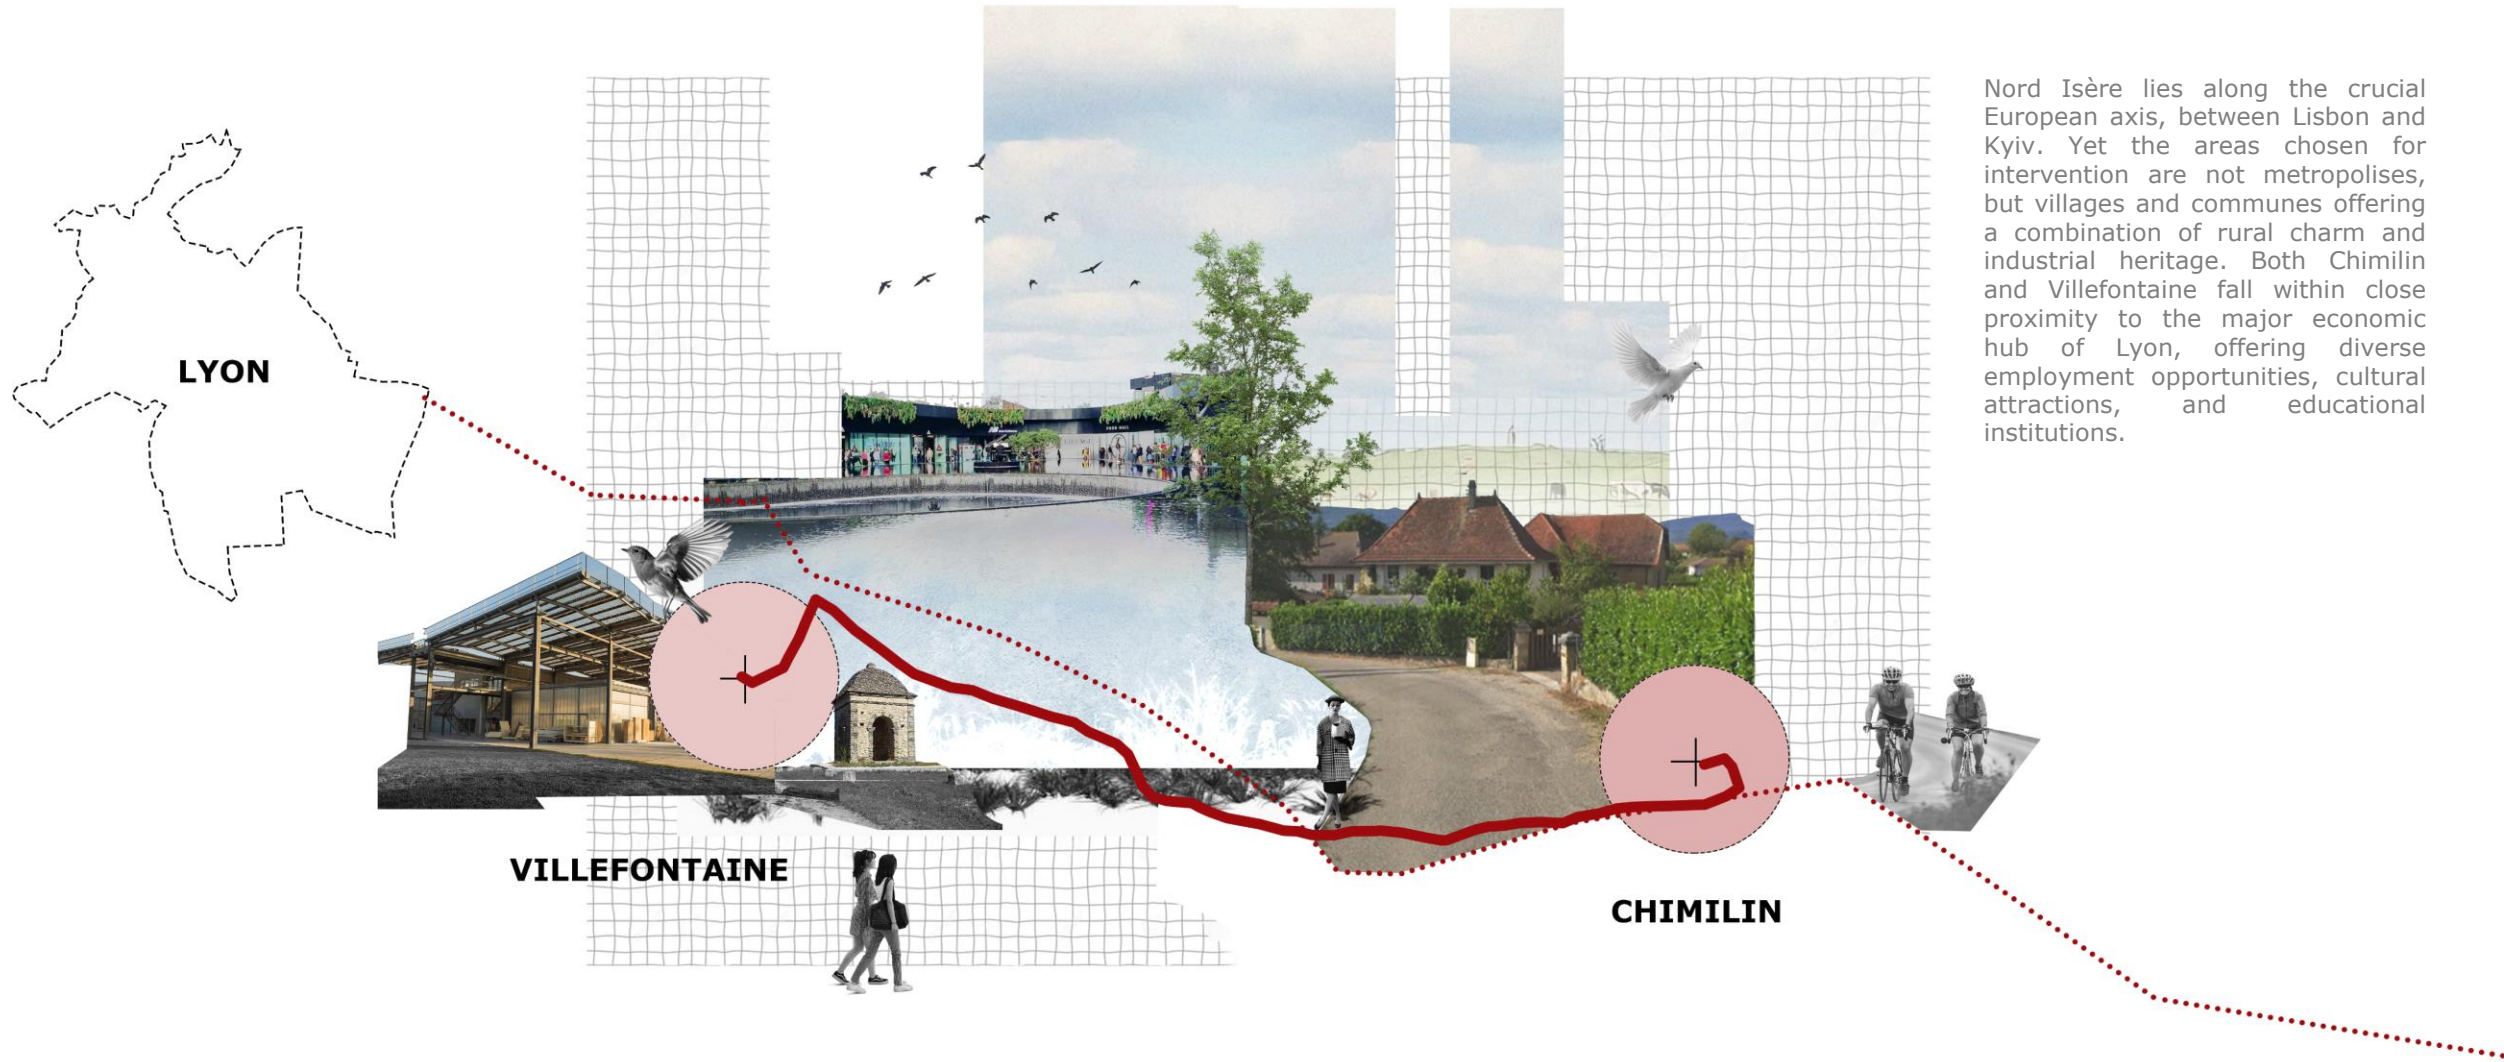 Nord Isère lies along the crucial
European axis, between Lisbon and
Kyiv. Yet the areas chosen for
intervention are not metropolises,
but villages and communes offering
a combination of rural charm and
industrial heritage. Both Chimilin
and Villefontaine fall within close
proximity to the major economic
hub of Lyon, offering diverse
employment opportunities, cultural
attractions, and educational
institutions.
LYON
VILLEFONTAINE
CHIMILIN